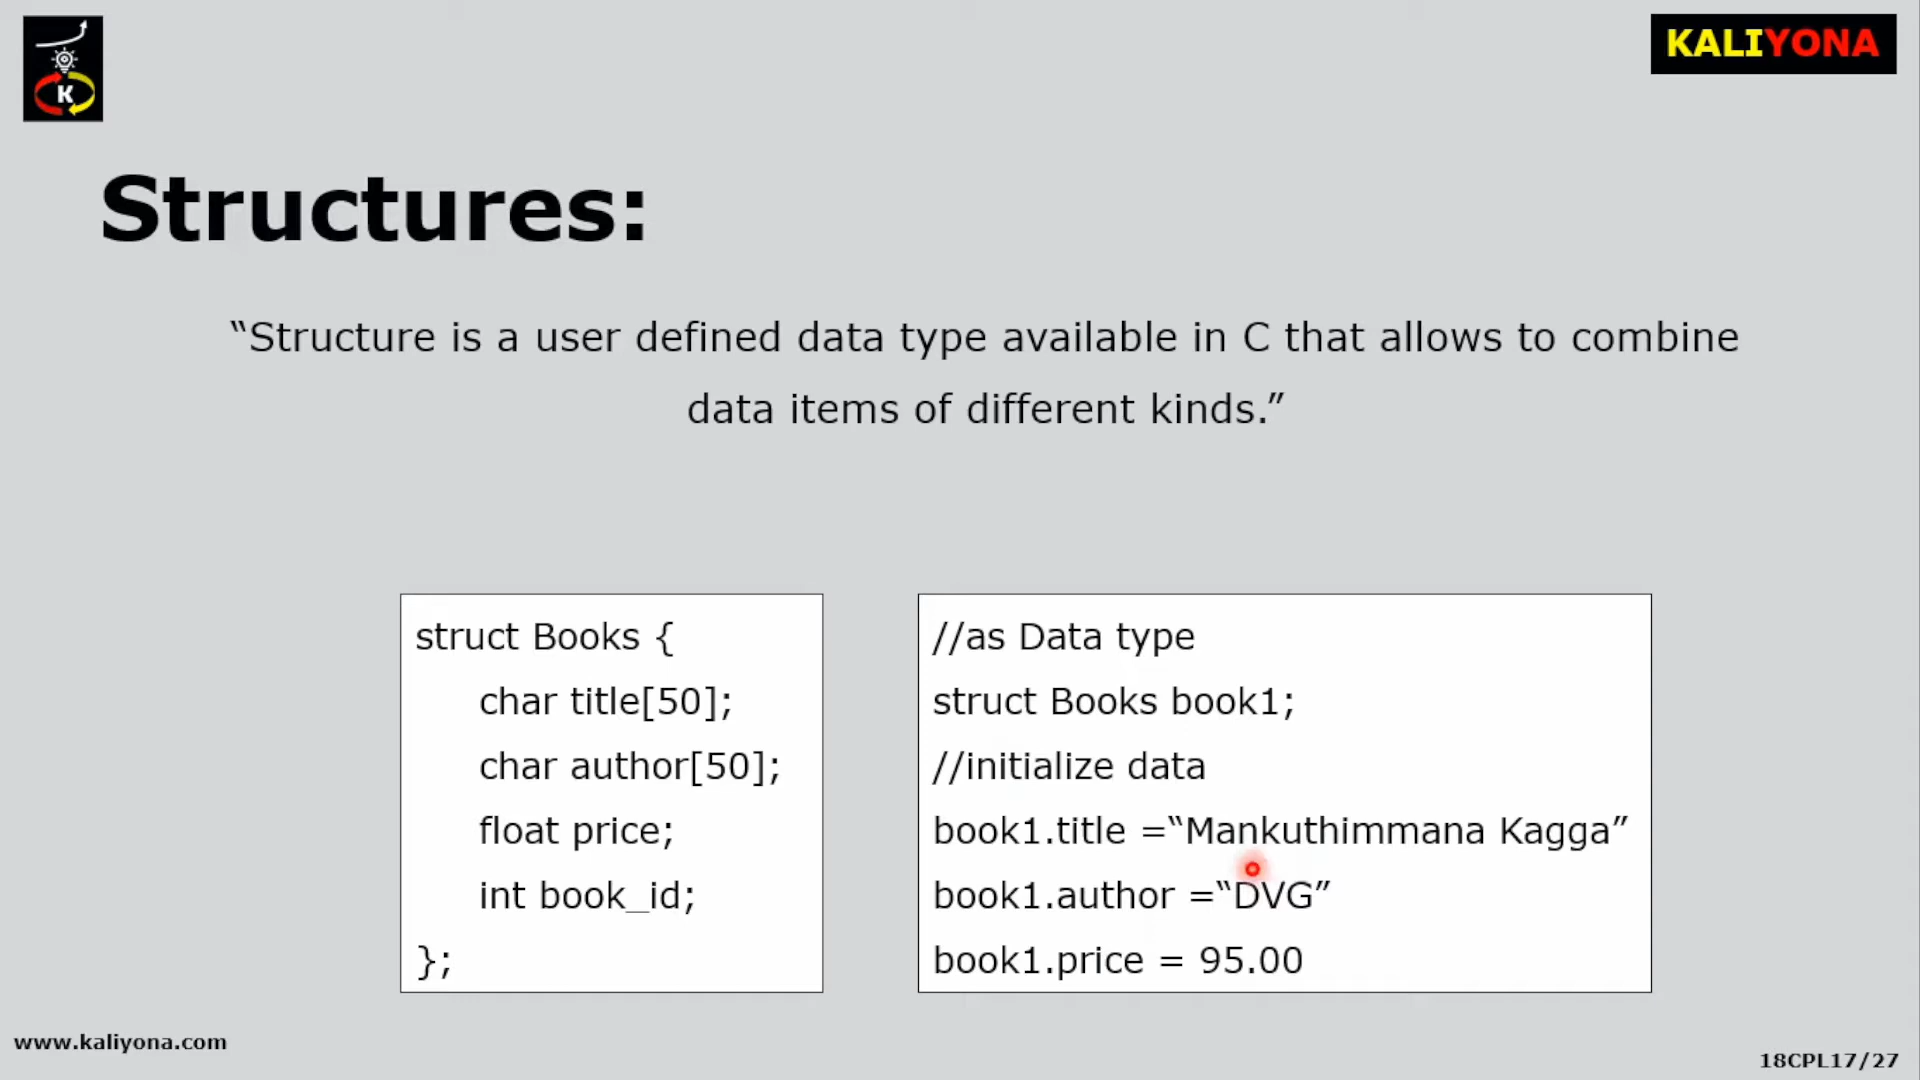 K
KALIYONA
Structures:
“Structure is a user defined data type available in C that allows to combine
data items of different kinds.”
struct Books {
char title[50];
char author[50];
float price;
int book_id;
};
//as Data type
struct Books book1;
//initialize data
book1.title =“Mankuthimmana Kagga”
book1.author =“DVG”
book1.price = 95.00
www.kaliyona.com
18CPL17/27